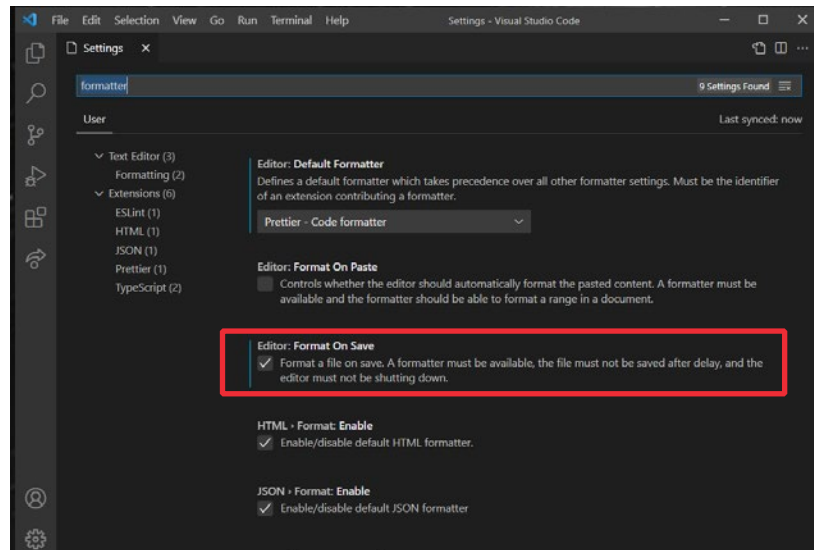 File Edit Selection View Go Run Terminal Help Settings - Visual Studio Code
Settings
formatter 9 Settings Found
User Last synced: now
Text Editor (3)
Formatting (2)
Extensions (6)
ESLint (1)
HTML (1)
JSON (1)
Prettier (1)
TypeScript (2)
Editor: Default Formatter
Defines a default formatter which takes precedence over all other formatter settings. Must be the identifier
of an extension contributing a formatter.
Prettier - Code formatter
Editor: Format On Paste
Controls whether the editor should automatically format the pasted content. A formatter must be
available and the formatter should be able to format a range in a document.
Editor: Format On Save
Format a file on save. A formatter must be available, the file must not be saved after delay, and the
editor must not be shutting down.
HTML › Format: Enable
Enable/disable default HTML formatter.
JSON › Format: Enable
Enable/disable default JSON formatter